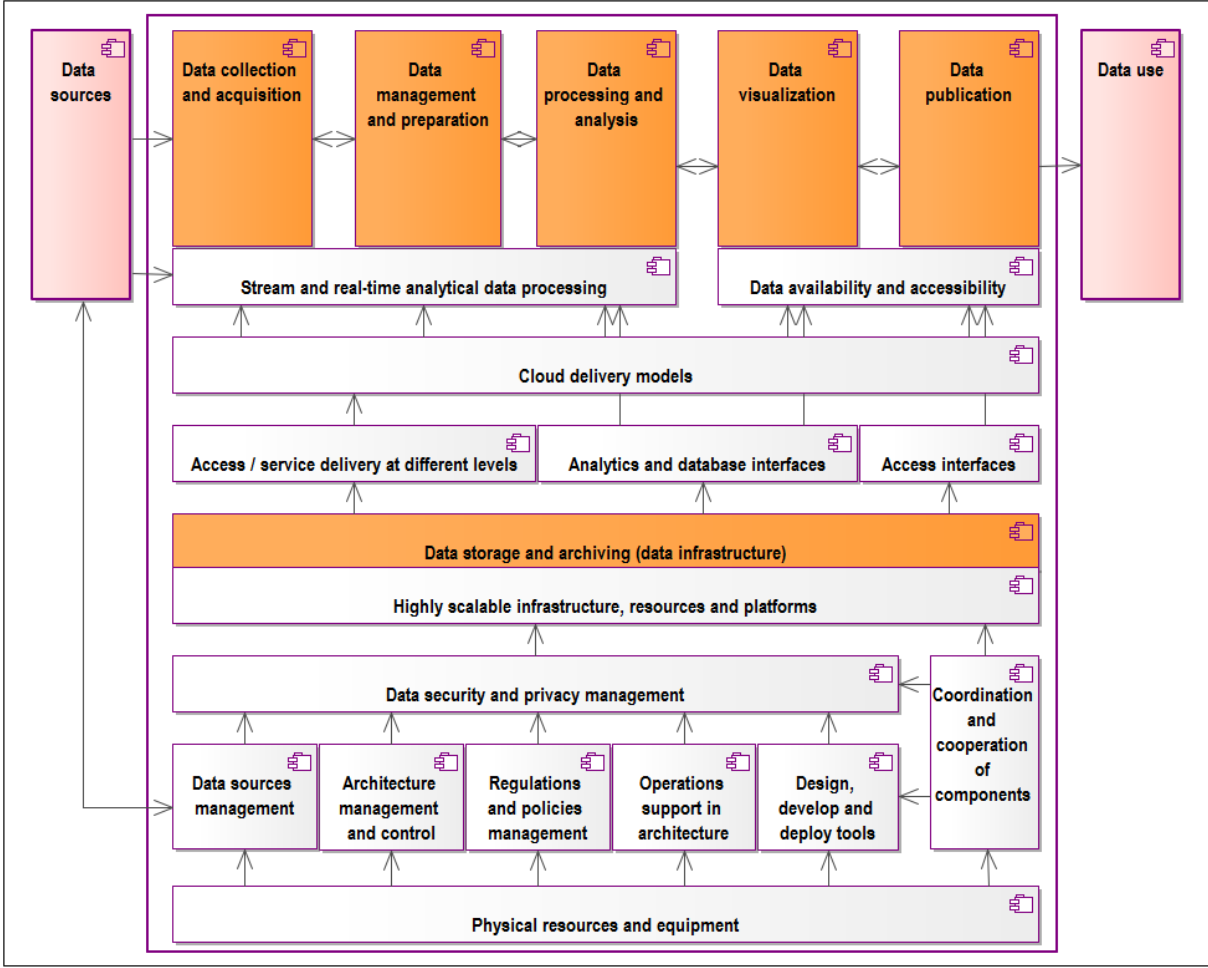 Data
sources
Data collection
and acquisition
Data
management
and preparation
Data
processing and
analysis
Data
visualization
Data
publication
Data use
Stream and real-time analytical data processing
Data availability and accessibility
Cloud delivery models
Access / service delivery at different levels
Analytics and database interfaces
Access interfaces
Data storage and archiving (data infrastructure)
Highly scalable infrastructure, resources and platforms
Data security and privacy management
Coordination
and
cooperation
of
components
Data sources
management
Architecture
management
and control
Regulations
and policies
management
Operations
support in
architecture
Design,
develop and
deploy tools
Physical resources and equipment